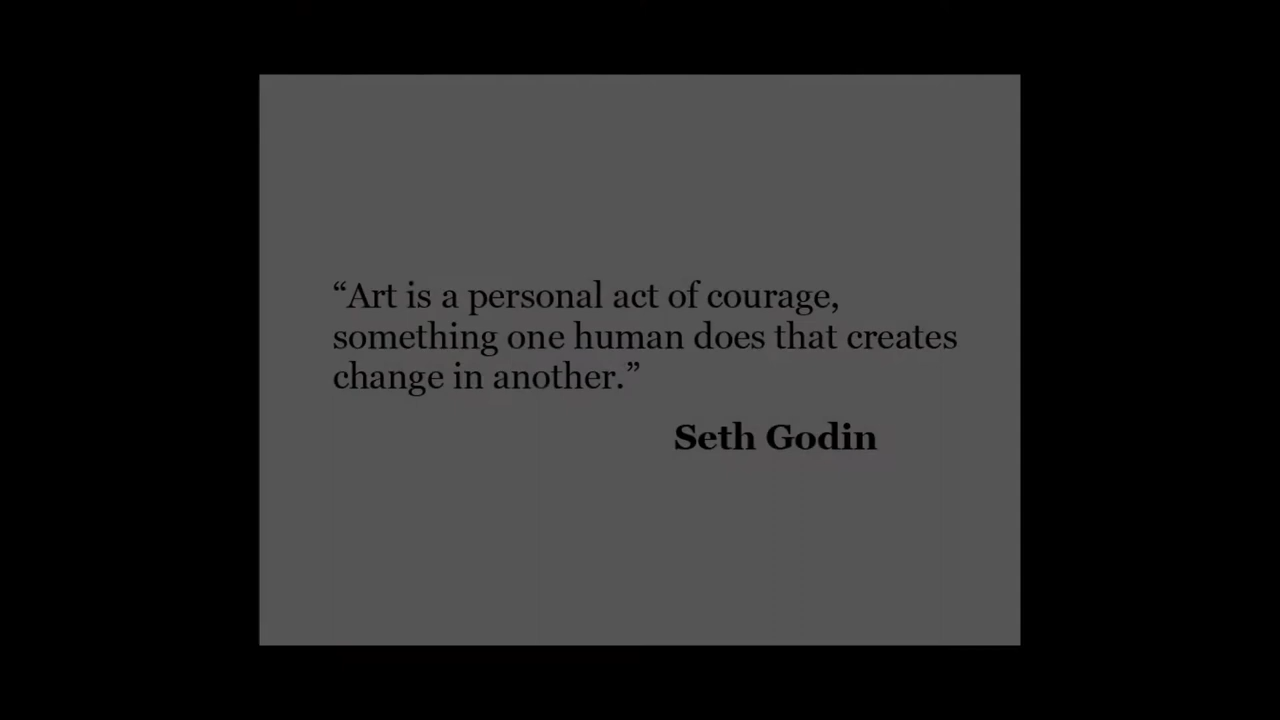 “Art is a personal act of courage,
something one human does that creates
change in another.”
Seth Godin